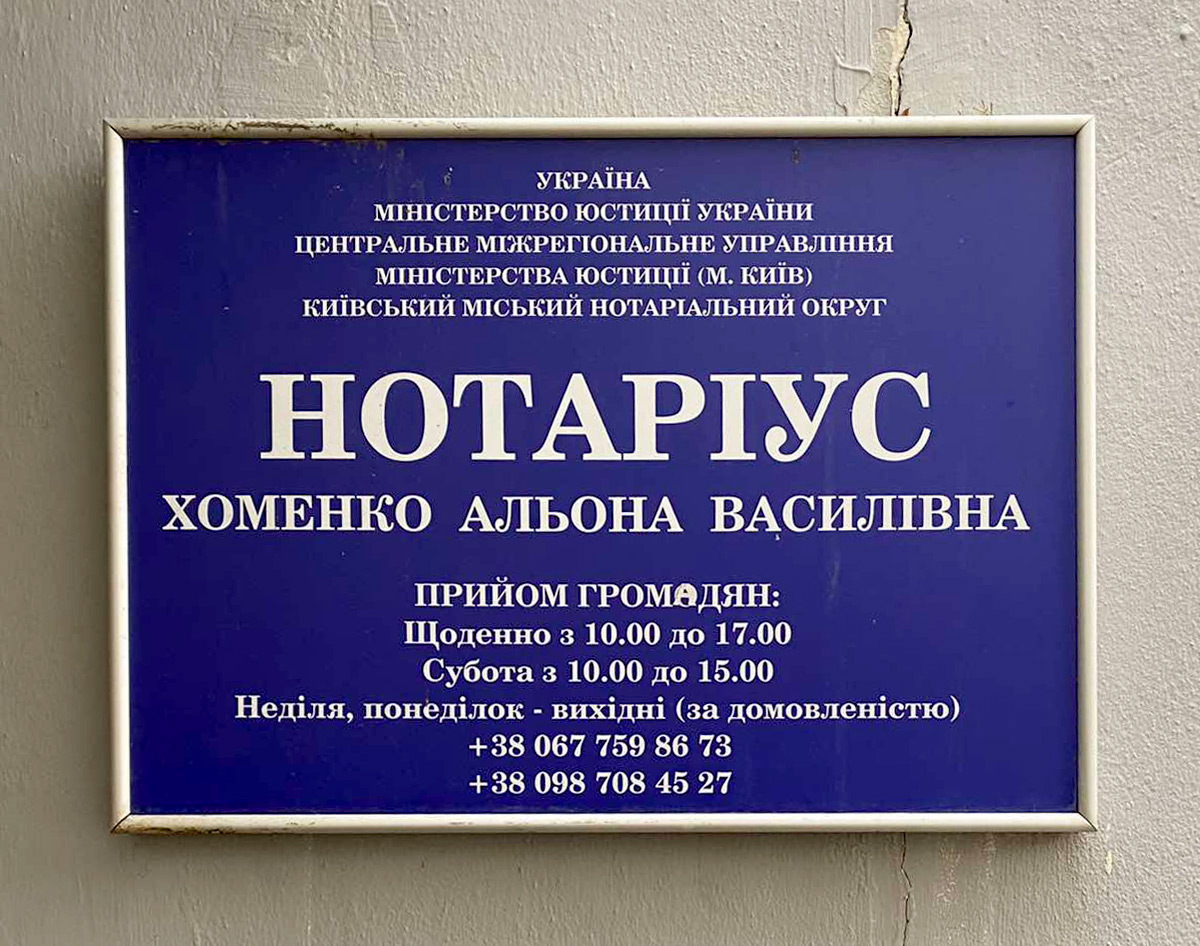 УКРАЇНА
МІНІСТЕРСТВО ЮСТИЦІЇ УКРАЇНИ
ЦЕНТРАЛЬНЕ МІЖРЕГІОНАЛЬНЕ УПРАВЛІННЯ
МІНІСТЕРСТВА ЮСТИЦІЇ (М. КИЇВ)
КИЇВСЬКИЙ МІСЬКИЙ НОТАРІАЛЬНИЙ ОКРУГ
НОТАРІУС
ХОМЕНКО АЛЬОНА ВАСИЛІВНА
ПРИЙОМ ГРОМАДЯН:
Щоденно з 10.00 до 17.00
Субота з 10.00 до 15.00
Неділя, понеділок - вихідні (за домовленістю)
+38 067 759 86 73
+38 098 708 45 27